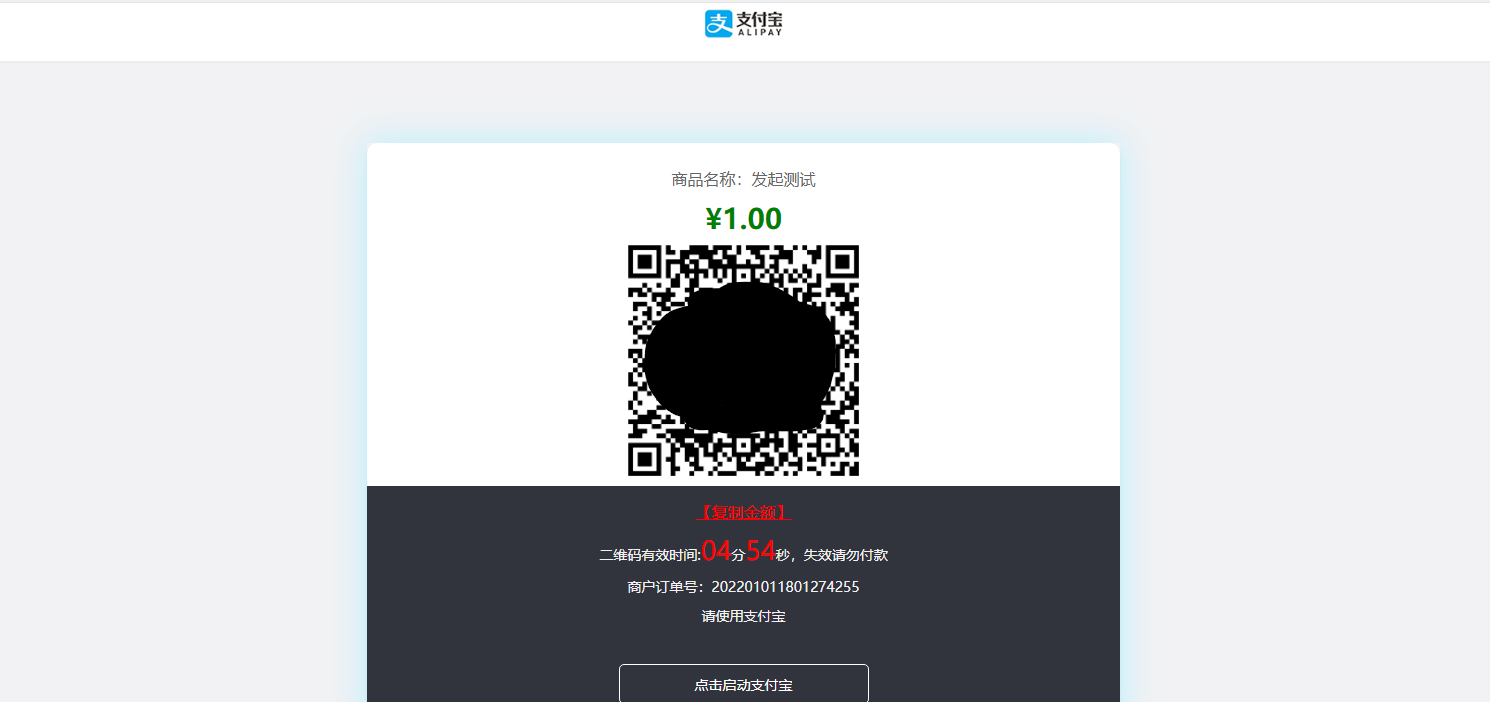 支
支付宝
ALIPAY
商品名称：发起测试
¥1.00
【复制金额】
二维码有效时间:04分54秒，失效请勿付款
商户订单号：202201011801274255
请使用支付宝
点击启动支付宝